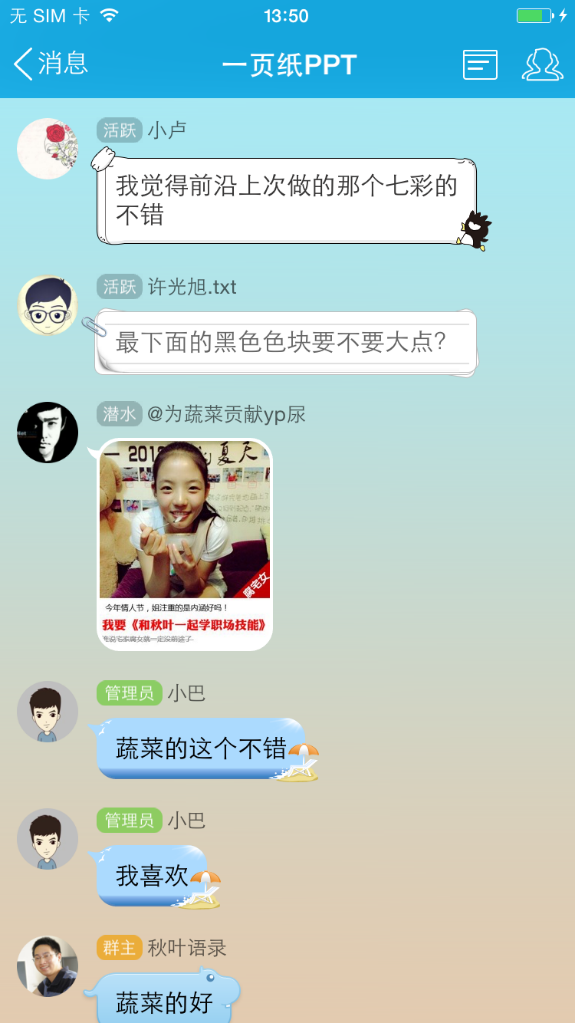 无 SIM 卡
13:50
消息
一页纸PPT
活跃 小卢
我觉得前沿上次做的那个七彩的
不错
活跃 许光旭.txt
最下面的黑色色块要不要大点?
潜水 @为蔬菜贡献yp尿
夏天
腐宅女
今年情人节，姐注重的是内涵好吗！
我要《和秋叶一起学职场技能》
管理员 小巴
蔬菜的这个不错
管理员 小巴
我喜欢
群主 秋叶语录
蔬菜的好